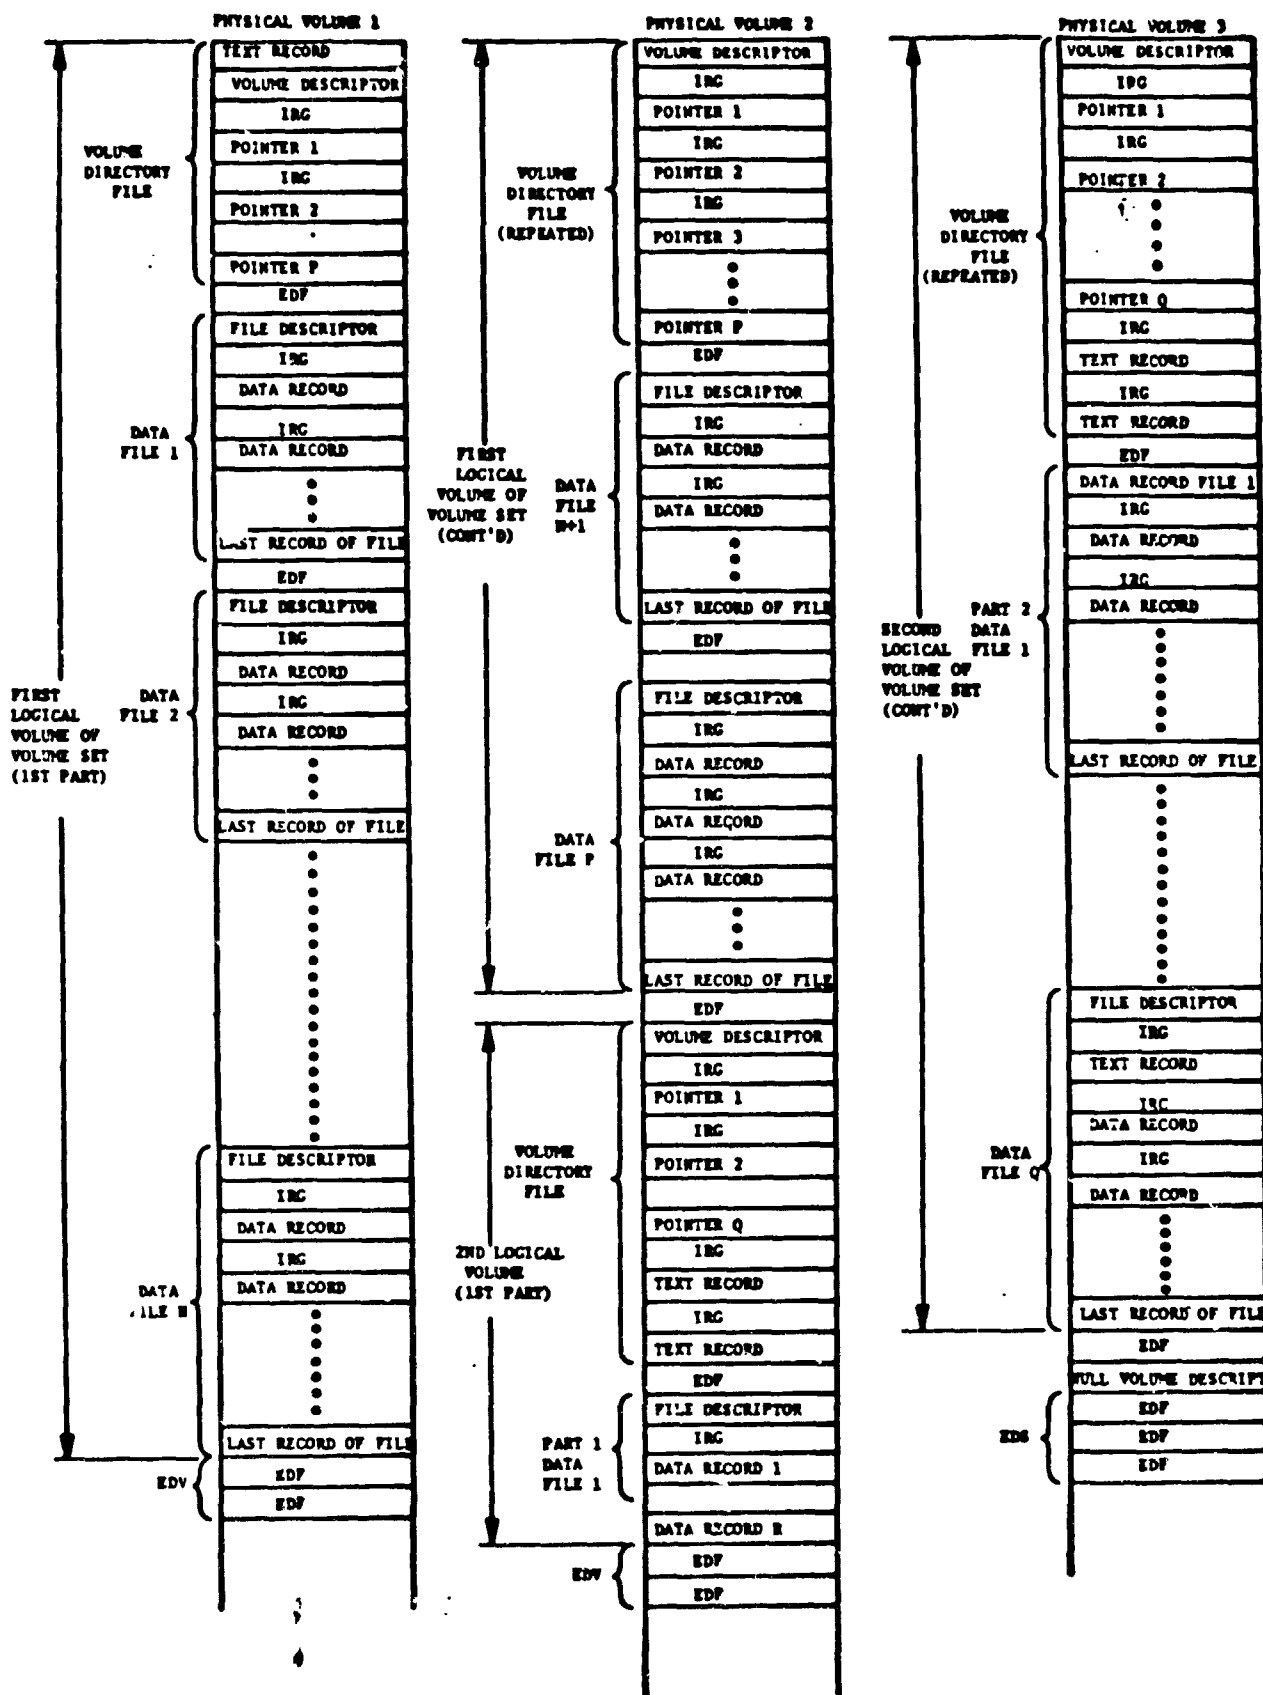 PHYSICAL VOLUME 1
TEXT RECORD
VOLUME DESCRIPTOR
IRG
POINTER 1
IRG
POINTER 2
POINTER P
EDF
FILE DESCRIPTOR
IRG
DATA RECORD
IRG
DATA RECORD
LAST RECORD OF FILE
EDF
FILE DESCRIPTOR
IRG
DATA RECORD
IRG
DATA RECORD
LAST RECORD OF FILE
FILE DESCRIPTOR
IRG
DATA RECORD
IRG
DATA RECORD
LAST RECORD OF FILE
EDF
EDF
VOLUME
DIRECTORY
FILE
DATA
FILE 1
DATA
FILE 2
DATA
FILE N
EDV
FIRST
LOGICAL
VOLUME OF
VOLUME SET
(1ST PART)
PHYSICAL VOLUME 2
VOLUME DESCRIPTOR
IRG
POINTER 1
IRG
POINTER 2
IRG
POINTER 3
POINTER P
EDF
FILE DESCRIPTOR
IRG
DATA RECORD
IRG
DATA RECORD
LAST RECORD OF FILE
EDF
FILE DESCRIPTOR
IRG
DATA RECORD
IRG
DATA RECORD
IRG
DATA RECORD
LAST RECORD OF FILE
EDF
VOLUME DESCRIPTOR
IRG
POINTER 1
IRG
POINTER 2
POINTER Q
IRG
TEXT RECORD
IRG
TEXT RECORD
EDF
FILE DESCRIPTOR
IRG
DATA RECORD 1
DATA RECORD R
EDF
EDF
VOLUME
DIRECTORY
FILE
(REPEATED)
DATA
FILE
N+1
FIRST
LOGICAL
VOLUME OF
VOLUME SET
(CONT'D)
DATA
FILE P
VOLUME
DIRECTORY
FILE
2ND LOGICAL
VOLUME
(1ST PART)
PART 1
DATA
FILE 1
EDV
PHYSICAL VOLUME 3
VOLUME DESCRIPTOR
IRG
POINTER 1
IRG
POINTER 2
POINTER Q
IRG
TEXT RECORD
IRG
TEXT RECORD
EDF
DATA RECORD FILE 1
IRG
DATA RECORD
IRG
DATA RECORD
LAST RECORD OF FILE
FILE DESCRIPTOR
IRG
TEXT RECORD
IRG
DATA RECORD
IRG
DATA RECORD
LAST RECORD OF FILE
EDF
NULL VOLUME DESCRIPT
EDF
EDF
EDF
VOLUME
DIRECTORY
FILE
(REPEATED)
PART 2
DATA
FILE 1
SECOND
LOGICAL
VOLUME OF
VOLUME SET
(CONT'D)
DATA
FILE Q
EDS